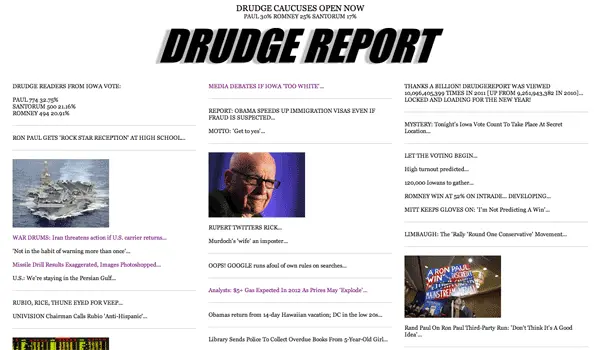 DRUDGE CAUCUSES OPEN NOW
PAUL 30% ROMNEY 25% SANTORUM 17%
DRUDGE REPORT
DRUDGE READERS FROM IOWA VOTE:
PAUL 774 32.75%
SANTORUM 500 21.16%
ROMNEY 494 20.91%
RON PAUL GETS 'ROCK STAR RECEPTION' AT HIGH SCHOOL...
WAR DRUMS: Iran threatens action if U.S. carrier returns...
'Not in the habit of warning more than once'...
Missile Drill Results Exaggerated, Images Photoshopped...
U.S.: We're staying in the Persian Gulf...
RUBIO, RICE, THUNE EYED FOR VEEP...
UNIVISION Chairman Calls Rubio 'Anti-Hispanic'...
MEDIA DEBATES IF IOWA 'TOO WHITE'...
REPORT: OBAMA SPEEDS UP IMMIGRATION VISAS EVEN IF
FRAUD IS SUSPECTED...
MOTTO: 'Get to yes'...
RUPERT TWITTERS RICK...
Murdoch's 'wife' an imposter...
OOPS! GOOGLE runs afoul of own rules on searches...
Analysts: $5+ Gas Expected In 2012 As Prices May 'Explode'...
Obama returns from 14-day Hawaiian vacation; DC in the low 20s...
Library Sends Police To Collect Overdue Books From 5-Year-Old Girl...
THANKS A BILLION! DRUDGEREPORT WAS VIEWED
10,096,405,399 TIMES IN 2011 [UP FROM 9,261,943,382 IN 2010]...
LOCKED AND LOADING FOR THE NEW YEAR!
MYSTERY: Tonight's Iowa Vote Count To Take Place At Secret
Location...
LET THE VOTING BEGIN...
High turnout predicted...
120,000 Iowans to gather...
ROMNEY WIN AT 52% ON INTRADE... DEVELOPING...
MITT KEEPS GLOVES ON: 'I'm Not Predicting A Win'...
LIMBAUGH: The 'Rally 'Round One Conservative' Movement...
A RON PAUL
WIN
MAINSTREAM
MEDIA
Rand Paul On Ron Paul Third-Party Run: 'Don't Think It's A Good
Idea'...